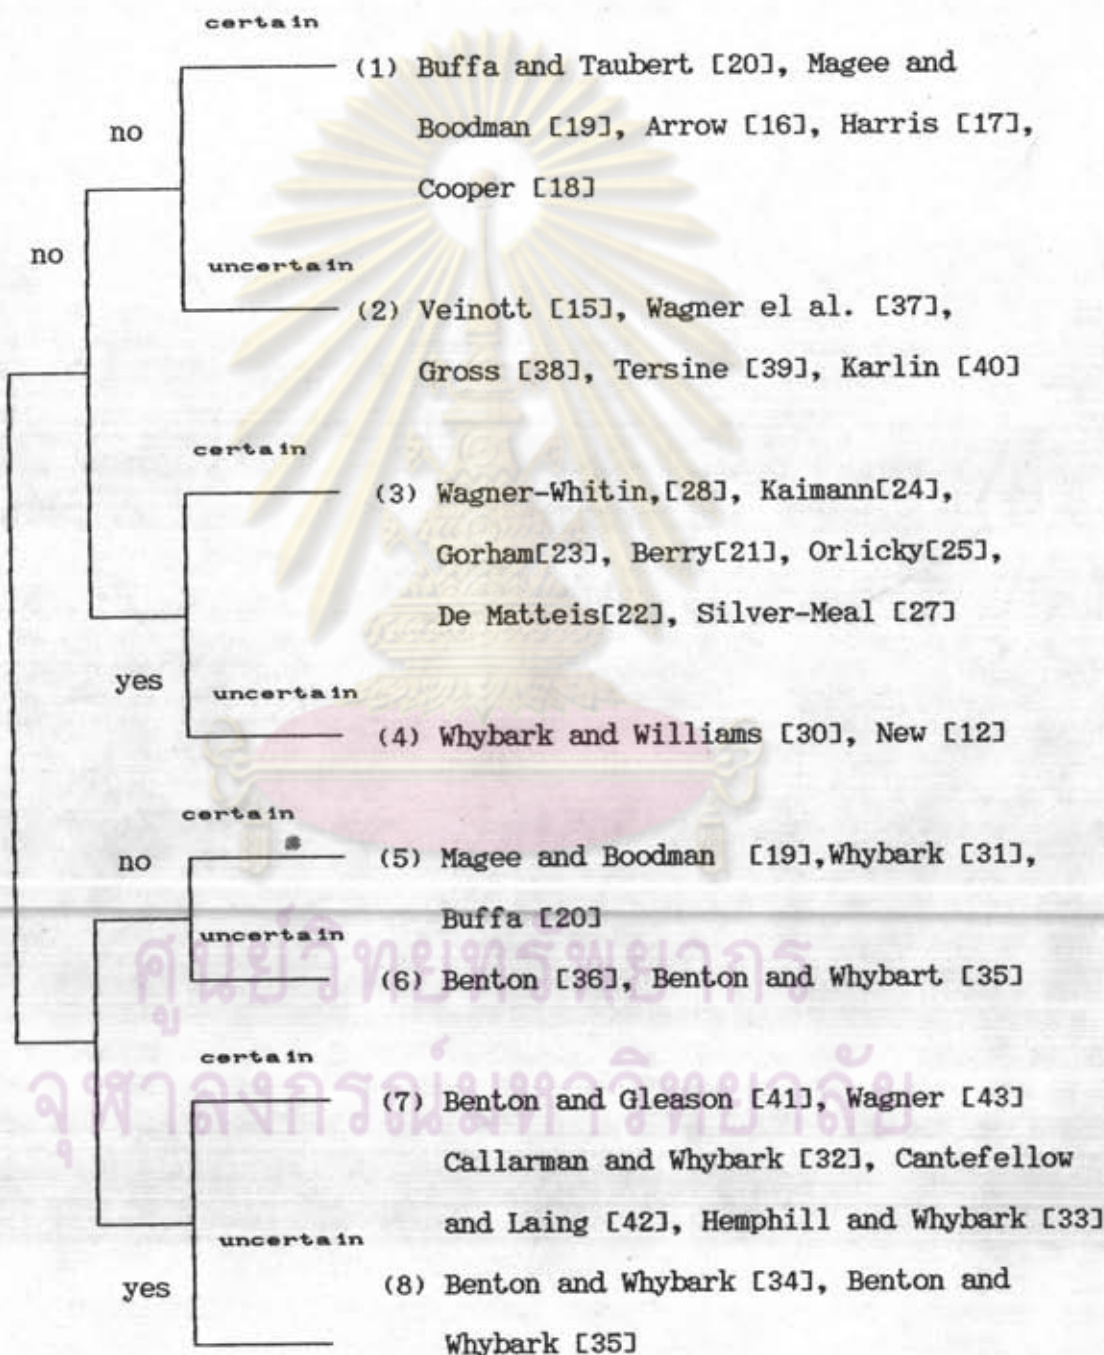 certain
(1) Buffa and Taubert [20], Magee and
no
Boodman [19], Arrow [16], Harris [17],
Cooper [18]
no
uncertain
(2) Veinott [15], Wagner el al. [37],
Gross [38], Tersine [39], Karlin [40]
certain
(3) Wagner-Whitin,[28], Kaimann[24],
Gorham[23], Berry[21], Orlicky[25],
De Matteis[22], Silver-Meal [27]
yes
uncertain
(4) Whybark and Williams [30], New [12]
certain
no
(5) Magee and Boodman [19],Whybark [31],
Buffa [20]
uncertain
(6) Benton [36], Benton and Whybart [35]
certain
(7) Benton and Gleason [41], Wagner [43]
Callarman and Whybark [32], Cantefellow
and Laing [42], Hemphill and Whybark [33]
uncertain
yes
(8) Benton and Whybark [34], Benton and
Whybark [35]
ศูนย์วิทยทรัพยากร
จุฬาลงกรณ์มหาวิทยาลัย